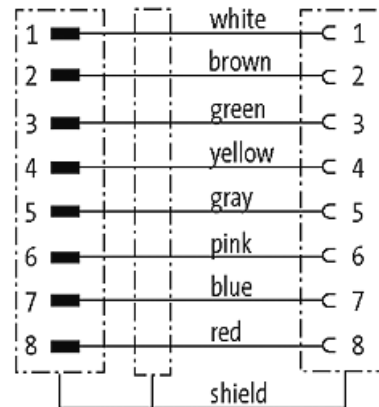 white
1 1
brown
2 2
green
3 3
yellow
4 4
gray
5 5
pink
6 6
blue
7 7
red
8 8
shield